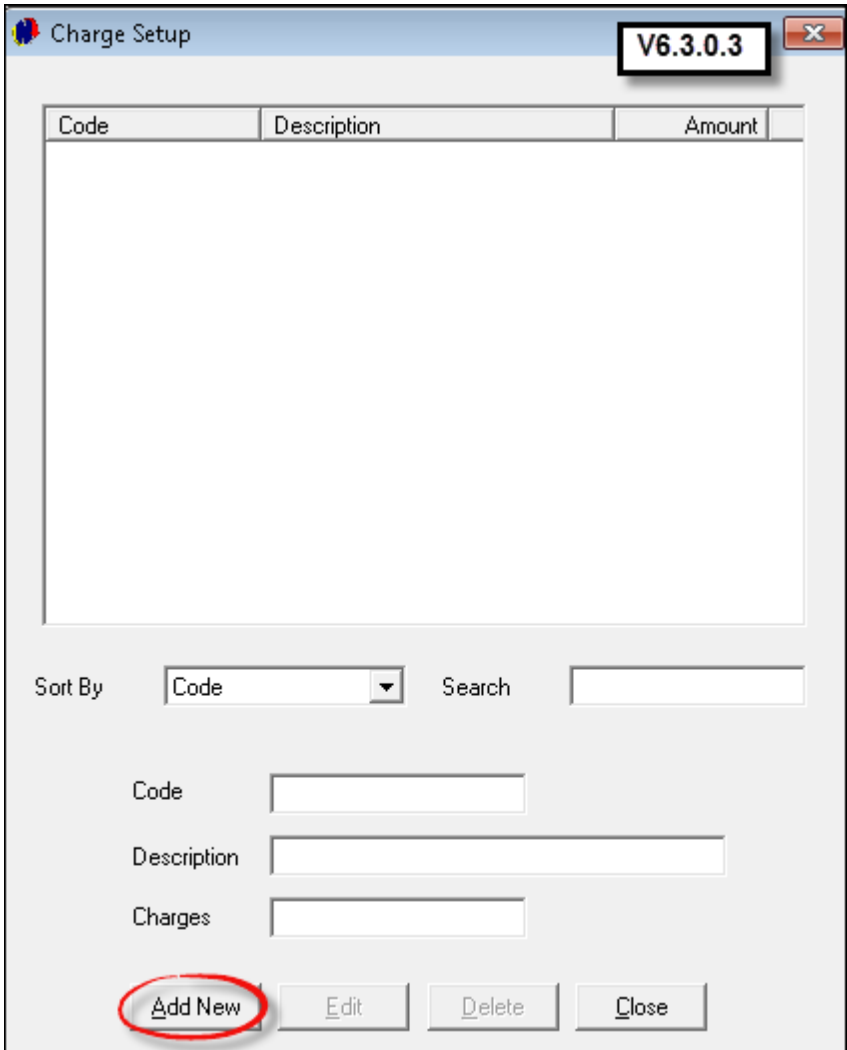 Charge Setup
V6.3.0.3
Code Description Amount
Sort By Code Search
Code
Description
Charges
Add New Edit Delete Close